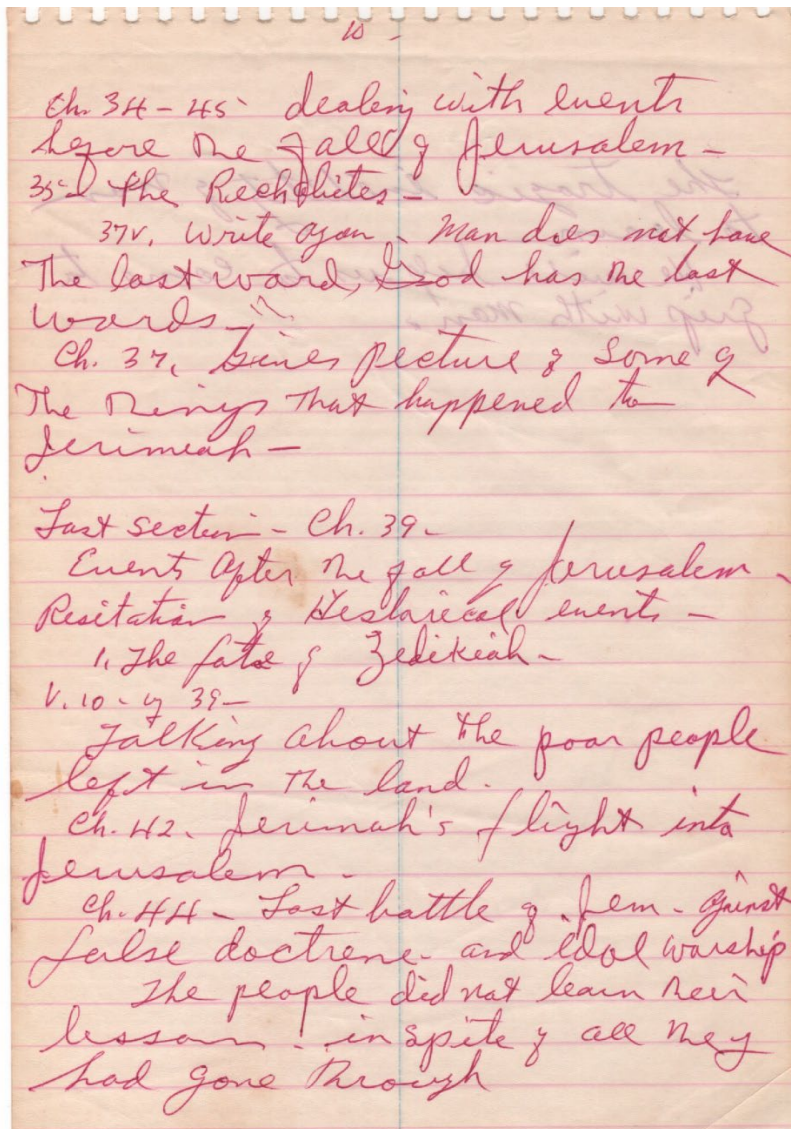 10 -
Ch. 34-45- dealing with events
before the fall of Jerusalem -
35- The Rechabites -
37v. Write again - Man does not have
The last word, God has the last
words -
Ch. 37, Gives picture of Some of
The things that happened to
Jerimeah -
Last section - Ch. 39 -
Events After the fall of Jerusalem -
Resitation of Historical events -
1. The fate of Zedikiah -
V. 10 - of 39 -
Talking about the poor people
left in the land.
Ch. 42. Jerimah's flight into
Jerusalem -
Ch. 44 - Last battle of Jem - against
false doctrene - and idol worship
The people did not learn their
lesson - in spite of all they
had gone through